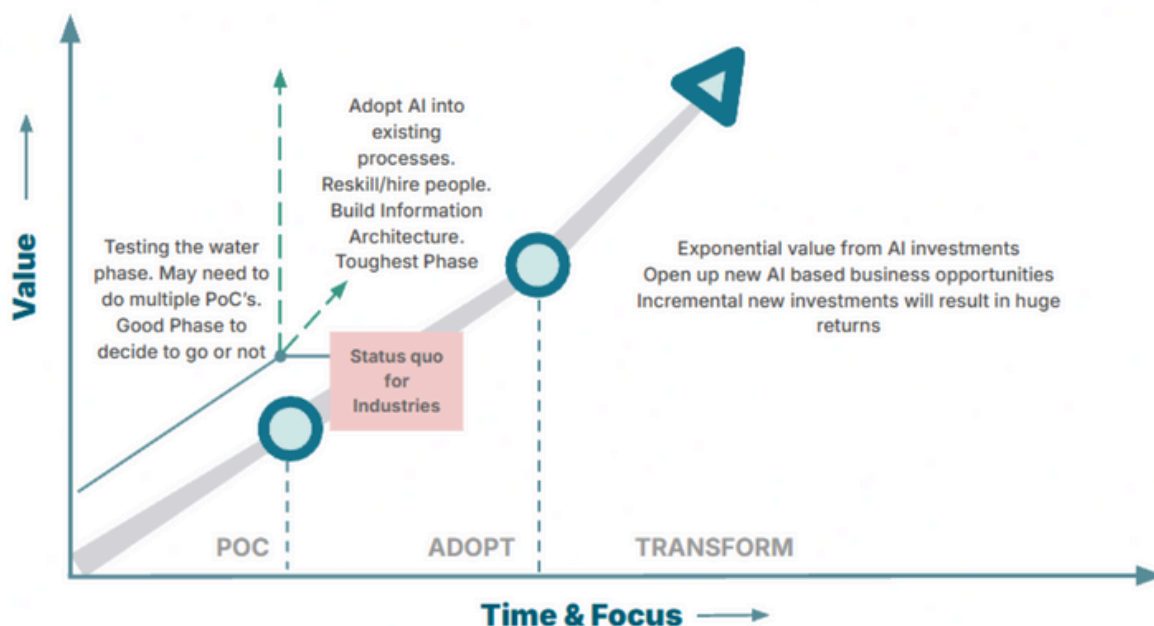 Value
Testing the water
phase. May need to
do multiple PoC's.
Good Phase to
decide to go or not
Adopt AI into
existing
processes.
Reskill/hire people.
Build Information
Architecture.
Toughest Phase
Status quo
for
Industries
Exponential value from AI investments
Open up new AI based business opportunities
Incremental new investments will result in huge
returns
POC
ADOPT
TRANSFORM
Time & Focus